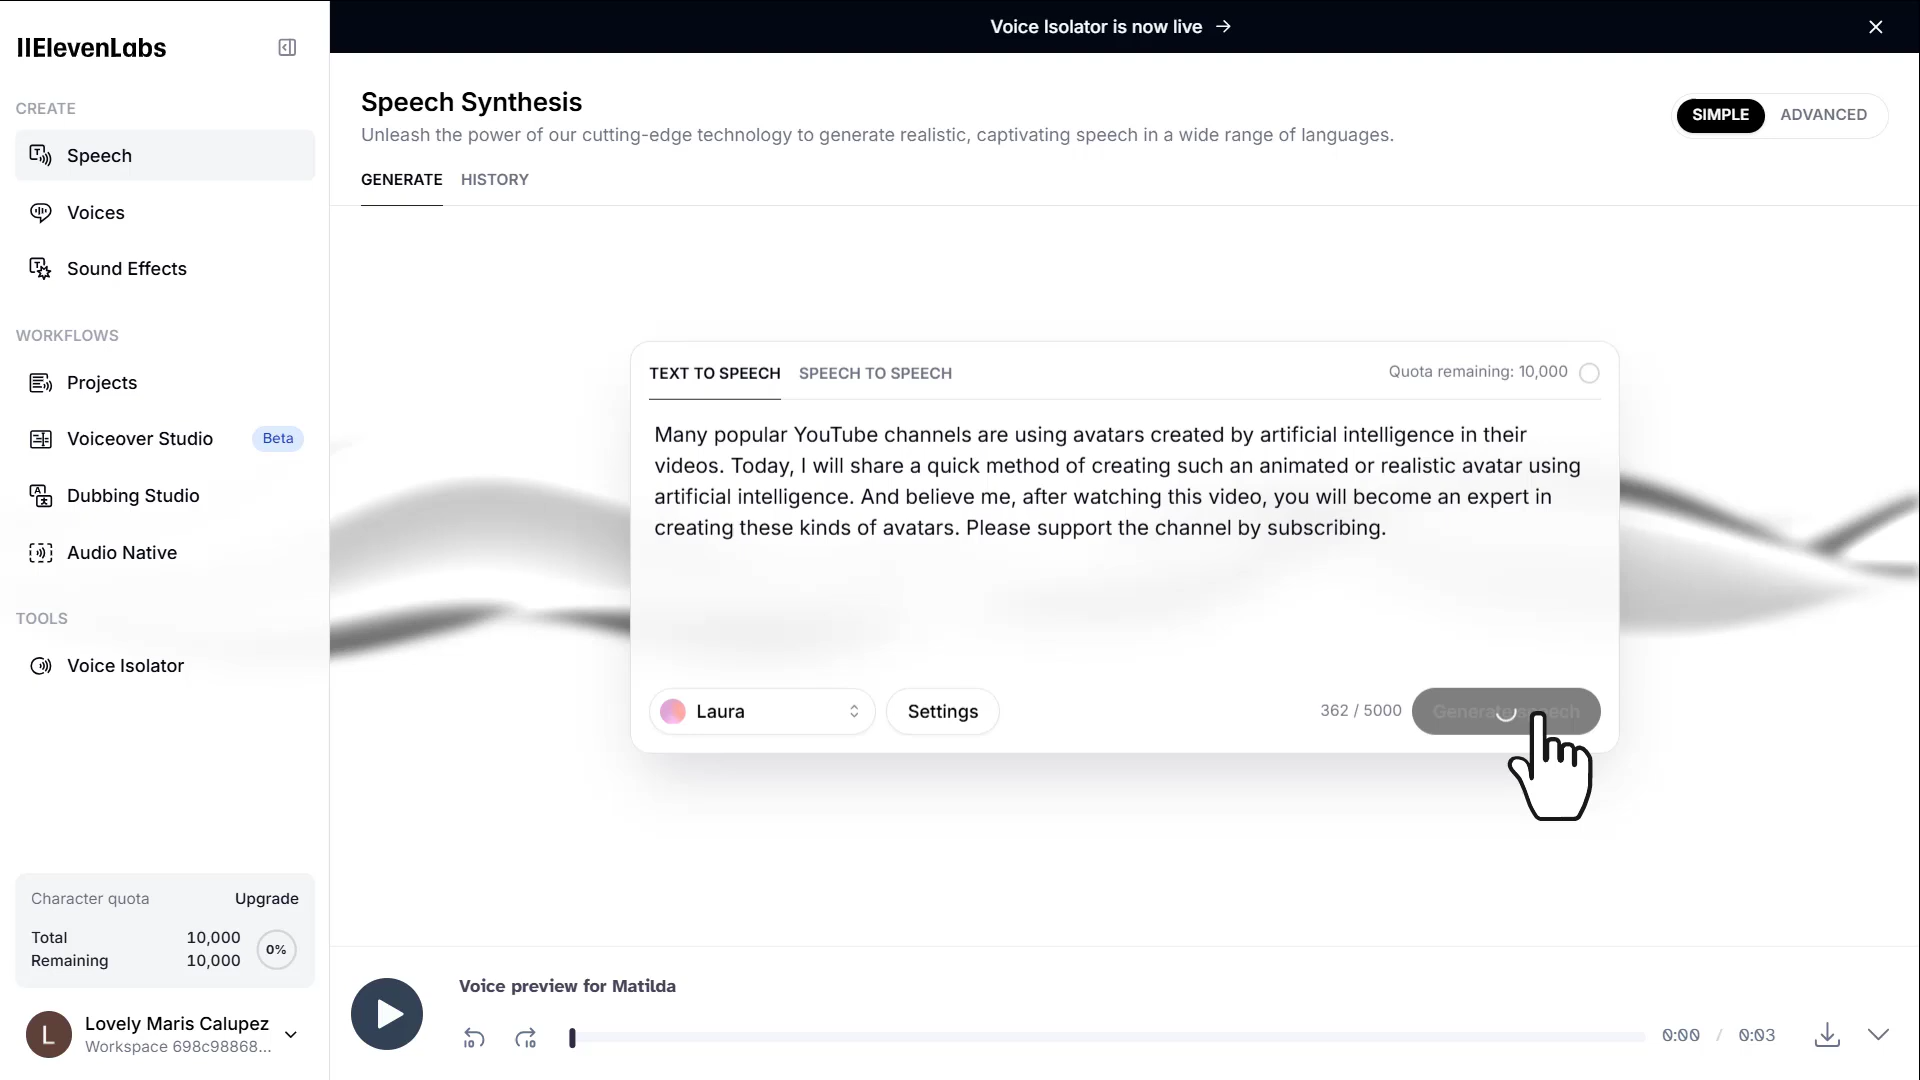 IIElevenLabs
Voice Isolator is now live →
CREATE
Speech
Voices
Sound Effects
WORKFLOWS
Projects
Voiceover Studio Beta
Dubbing Studio
Audio Native
TOOLS
Voice Isolator
Character quota Upgrade
Total 10,000
Remaining 10,000
0%
L
Lovely Maris Calupez
Workspace 698c98868...
Speech Synthesis
Unleash the power of our cutting-edge technology to generate realistic, captivating speech in a wide range of languages.
SIMPLE ADVANCED
GENERATE HISTORY
TEXT TO SPEECH SPEECH TO SPEECH Quota remaining: 10,000
Many popular YouTube channels are using avatars created by artificial intelligence in their
videos. Today, I will share a quick method of creating such an animated or realistic avatar using
artificial intelligence. And believe me, after watching this video, you will become an expert in
creating these kinds of avatars. Please support the channel by subscribing.
Laura Settings 362 / 5000 Generate speech
Voice preview for Matilda
10 10 0:00 / 0:03